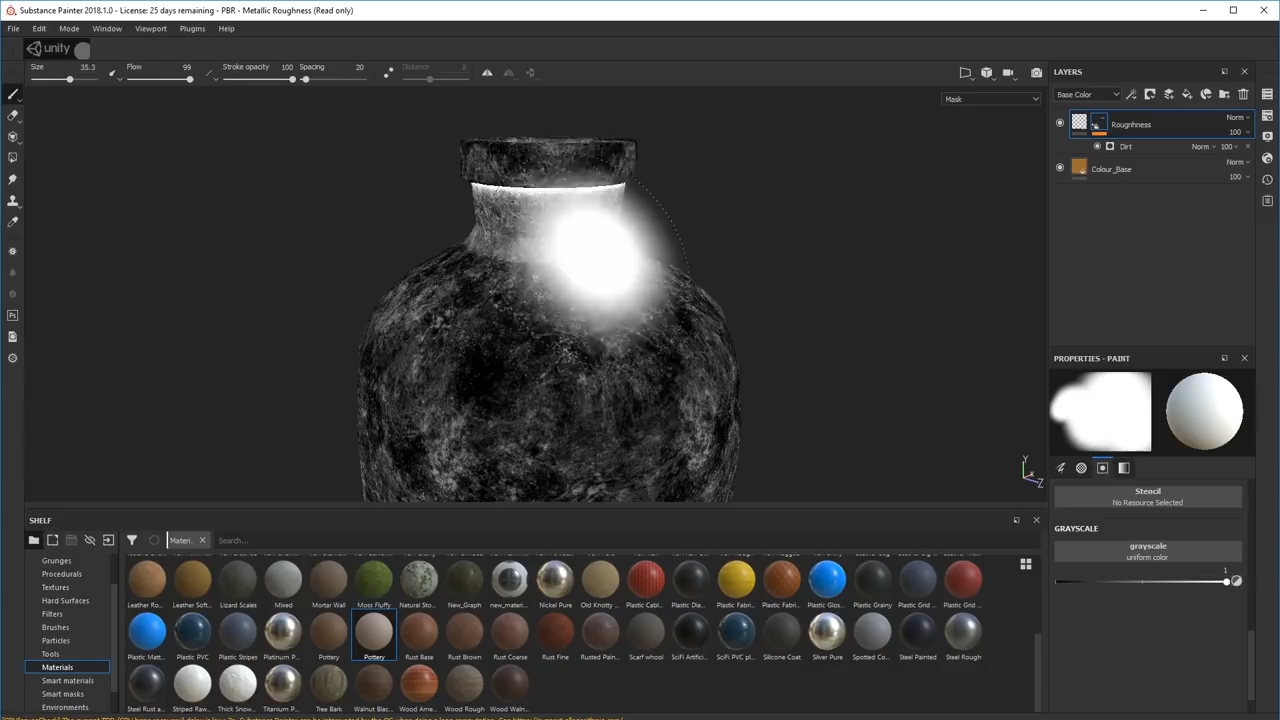 Substance Painter 2018.1.0 - License: 25 days remaining - PBR - Metallic Roughness (Read only)
File Edit Mode Window Viewport Plugins Help
unity
Size 35.3 Flow 99 Stroke opacity 100 Spacing 20 Distance 8
Mask
LAYERS
Base Color
Norm
Rougnhness
100
Dirt Norm 100
Norm
Colour_Base
100
Y
Z
PROPERTIES - PAINT
Stencil
No Resource Selected
GRAYSCALE
grayscale
uniform color
1
SHELF
Materi...
Search...
Grunges
Procedurals
Textures
Hard Surfaces
Filters
Brushes
Particles
Tools
Materials
Smart materials
Smart masks
Environments
Leather Ro... Leather Soft... Lizard Scales Mixed Mortar Wall Moss Fluffy Natural Sto... New_Graph new_materi... Nickel Pure Old Knotty ... Plastic Cabl... Plastic Dia... Plastic Fabri... Plastic Fabri... Plastic Glos... Plastic Grainy Plastic Grid ... Plastic Grid ...
Plastic Matt... Plastic PVC Plastic Stripes Platinum P... Pottery Pottery Rust Base Rust Brown Rust Coarse Rust Fine Rusted Pain... Scarf whool SciFi Artifici... SciFi PVC pl... Silicone Coat Silver Pure Spotted Co... Steel Painted Steel Rough
Steel Rust a... Striped Raw... Thick Snow... Titanium P... Tree Bark Walnut Blac... Wood Ame... Wood Rough Wood Wal...